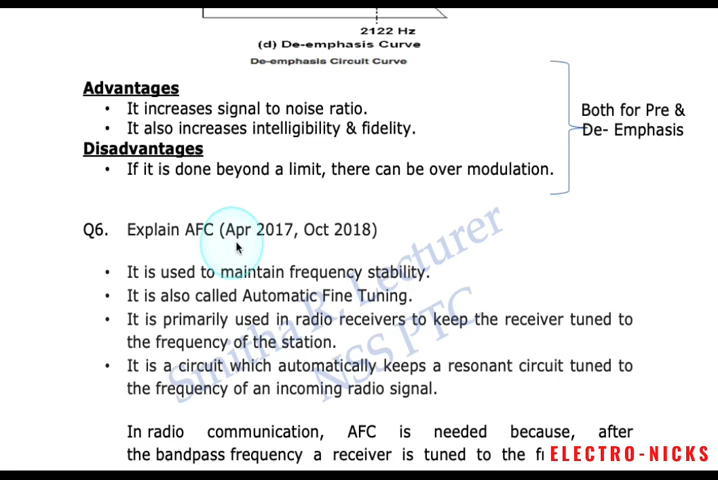 2122 Hz
(d) De-emphasis Curve
De-emphasis Circuit Curve
Advantages
• It increases signal to noise ratio.
• It also increases intelligibility & fidelity.
Disadvantages
• If it is done beyond a limit, there can be over modulation.
Both for Pre &
De- Emphasis
Q6. Explain AFC (Apr 2017, Oct 2018)
• It is used to maintain frequency stability.
• It is also called Automatic Fine Tuning.
• It is primarily used in radio receivers to keep the receiver tuned to
the frequency of the station.
• It is a circuit which automatically keeps a resonant circuit tuned to
the frequency of an incoming radio signal.
In radio communication, AFC is needed because, after
the bandpass frequency a receiver is tuned to the
ELECTRO-NICKS
Smitha R, Lecturer
NSS PTC